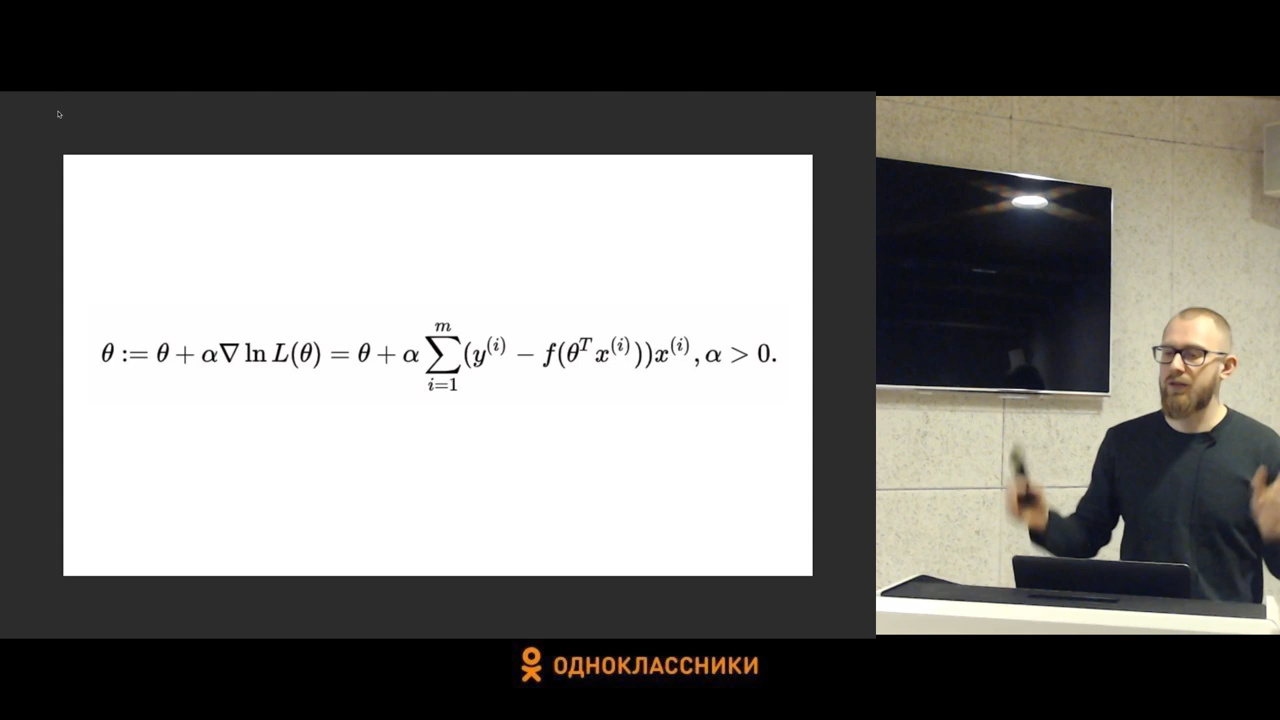 θ := θ + α∇ ln L(θ) = θ + α ∑_{i=1}^{m} (y^{(i)} − f(θ^T x^{(i)}))x^{(i)}, α > 0.
ОДНОКЛАССНИКИ